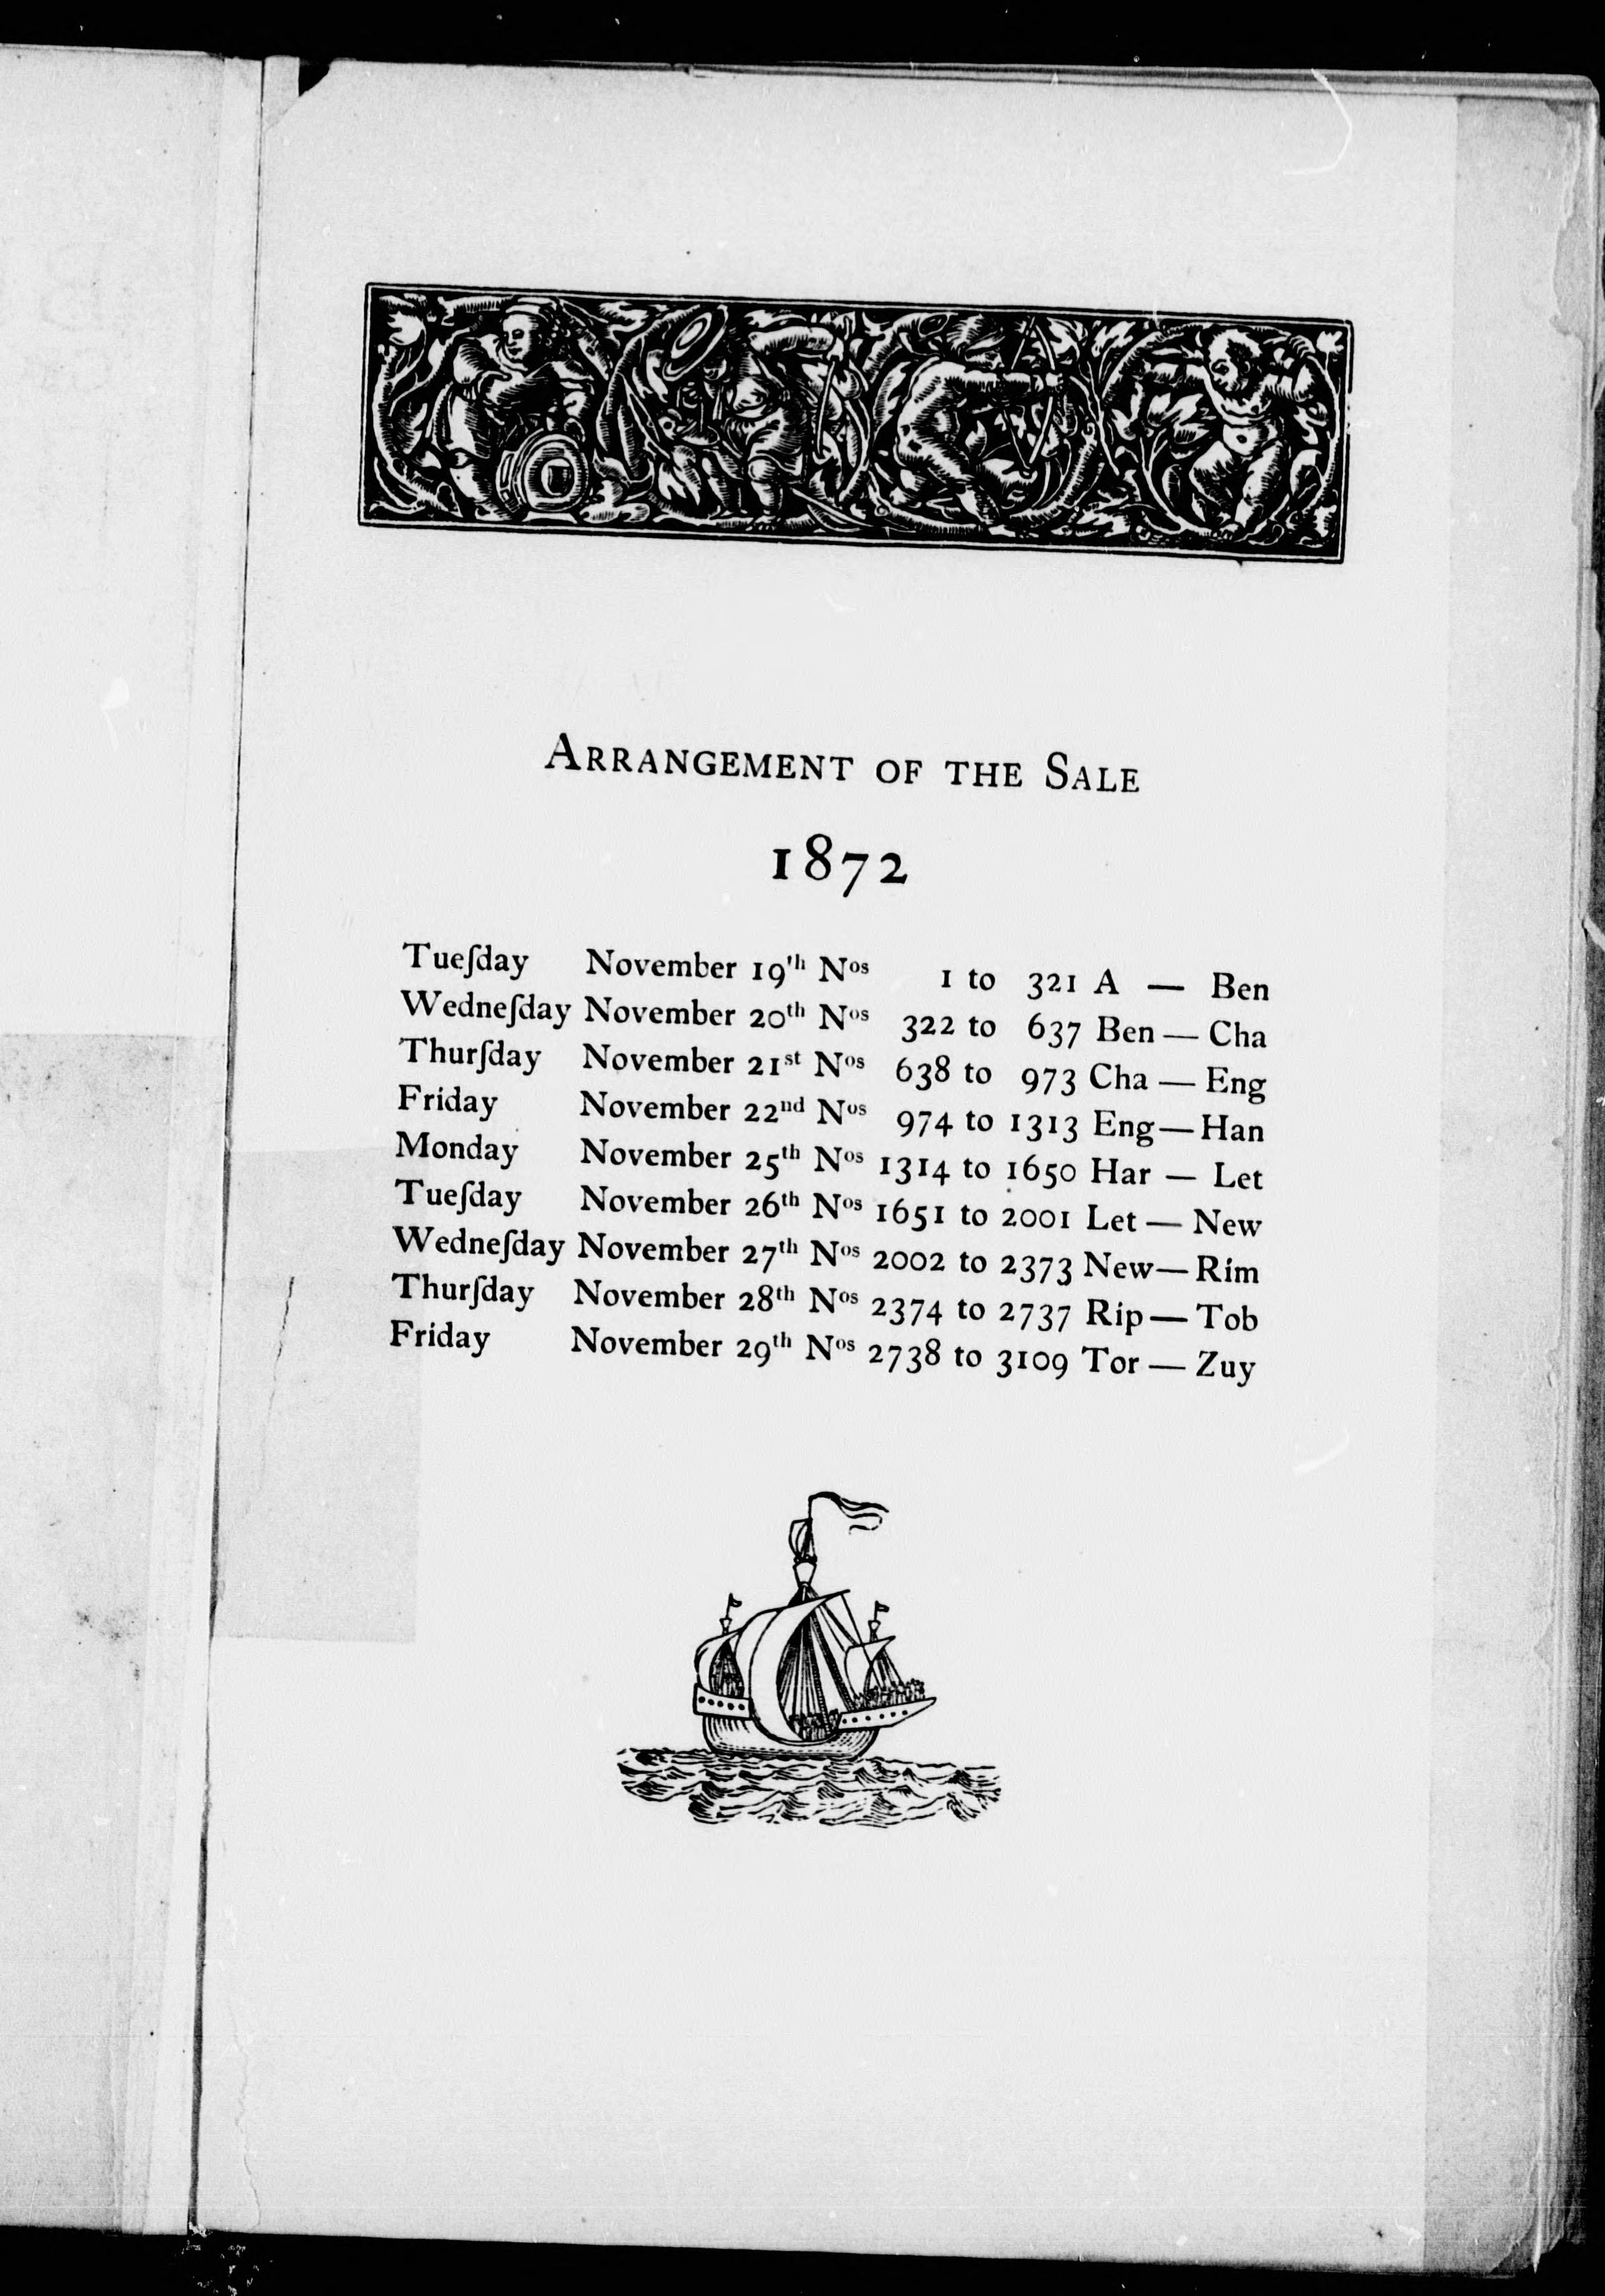 ARRANGEMENT OF THE SALE
1872
Tueſday November 19th Nos 1 to 321 A — Ben
Wedneſday November 20th Nos 322 to 637 Ben — Cha
Thurſday November 21st Nos 638 to 973 Cha — Eng
Friday November 22nd Nos 974 to 1313 Eng — Han
Monday November 25th Nos 1314 to 1650 Har — Let
Tueſday November 26th Nos 1651 to 2001 Let — New
Wedneſday November 27th Nos 2002 to 2373 New — Rim
Thurſday November 28th Nos 2374 to 2737 Rip — Tob
Friday November 29th Nos 2738 to 3109 Tor — Zuy